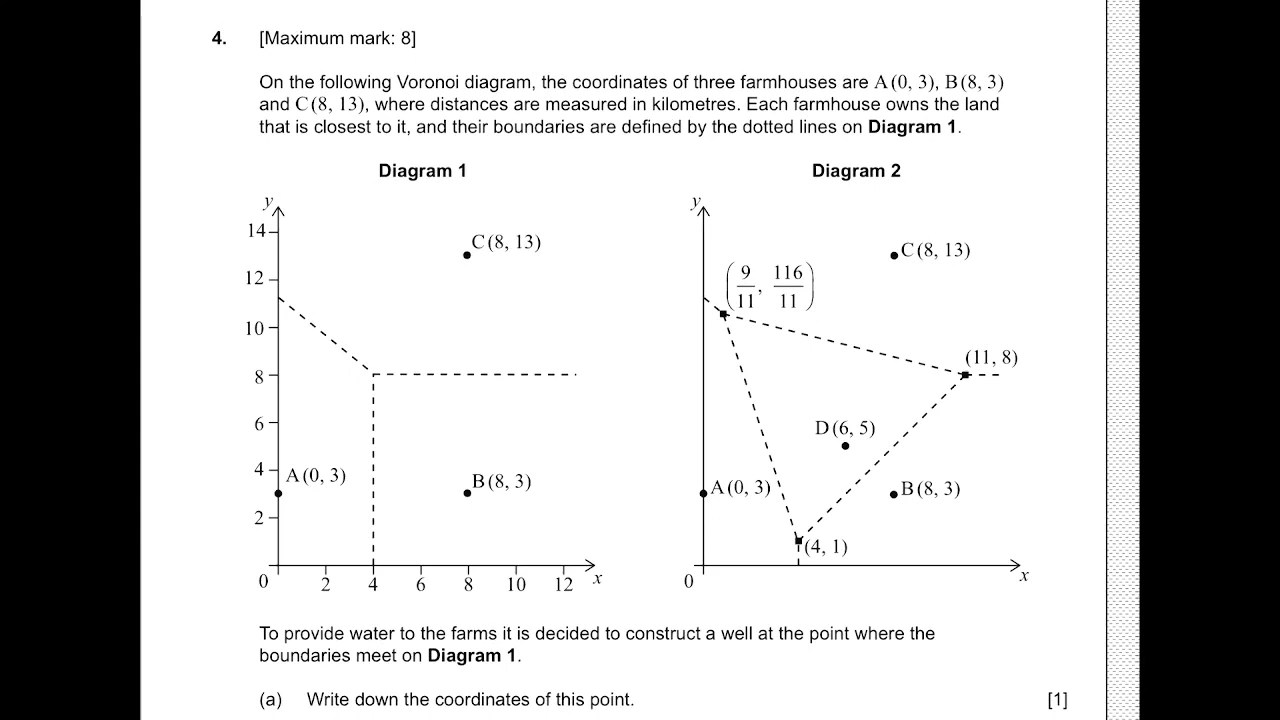 4. [Maximum mark: 8]
In the following Voronoi diagrams, the coordinates of three farmhouses are A(0, 3), B(8, 3)
and C(8, 13), where distances are measured in kilometres. Each farmhouse owns the land
that is closest to it and their boundaries are defined by the dotted lines on Diagram 1.
Diagram 1
y
14
12
10
8
6
4
2
0
2
4
8
10
12
x
C(8, 13)
A(0, 3)
B(8, 3)
Diagram 2
y
C(8, 13)
(9/11, 116/11)
(11, 8)
D(6, 5)
A(0, 3)
B(8, 3)
(4, 1)
0
x
To provide water to the farms it is decided to construct a well at the point where the
boundaries meet on Diagram 1.
Write down the coordinates of this point. [1]